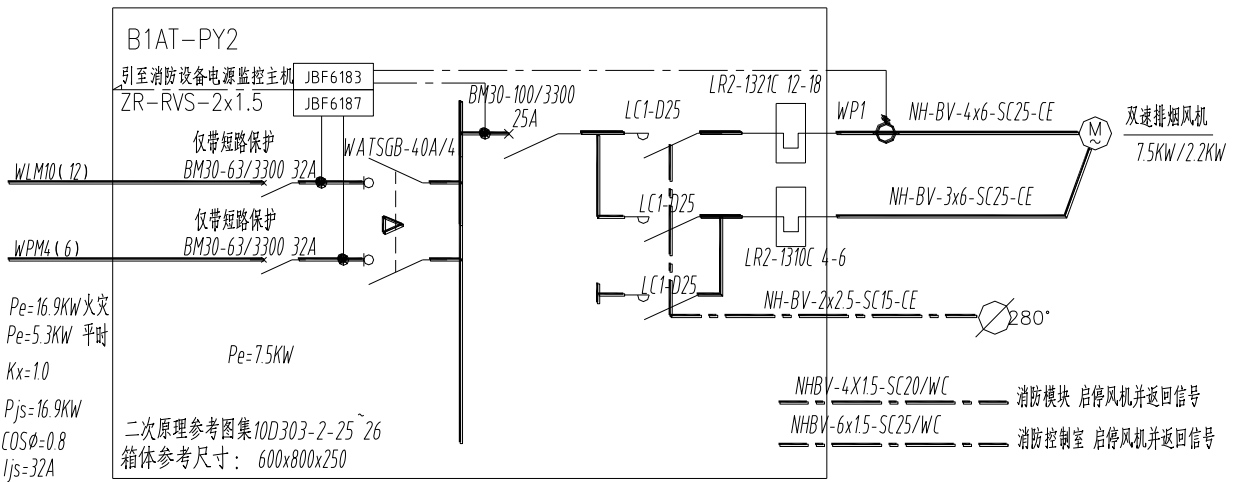 B1AT-PY2
引至消防设备电源监控主机
JBF6183
ZR-RVS-2x1.5
JBF6187
BM30-100/3300
25A
LC1-D25
LR2-1321C 12-18
WP1
NH-BV-4x6-SC25-CE
M
~
双速排烟风机
7.5KW/2.2KW
仅带短路保护
WATSGB-40A/4
WLM10(12)
BM30-63/3300 32A
LC1-D25
NH-BV-3x6-SC25-CE
仅带短路保护
WPM4(6)
BM30-63/3300 32A
LR2-1310C 4-6
LC1-D25
NH-BV-2x2.5-SC15-CE
280°
Pe=16.9KW火灾
Pe=5.3KW 平时
Kx=1.0
Pjs=16.9KW
COSφ=0.8
Ijs=32A
Pe=7.5KW
二次原理参考图集10D303-2-25~26
箱体参考尺寸: 600x800x250
NHBV-4X1.5-SC20/WC
消防模块 启停风机并返回信号
NHBV-6x1.5-SC25/WC
消防控制室 启停风机并返回信号